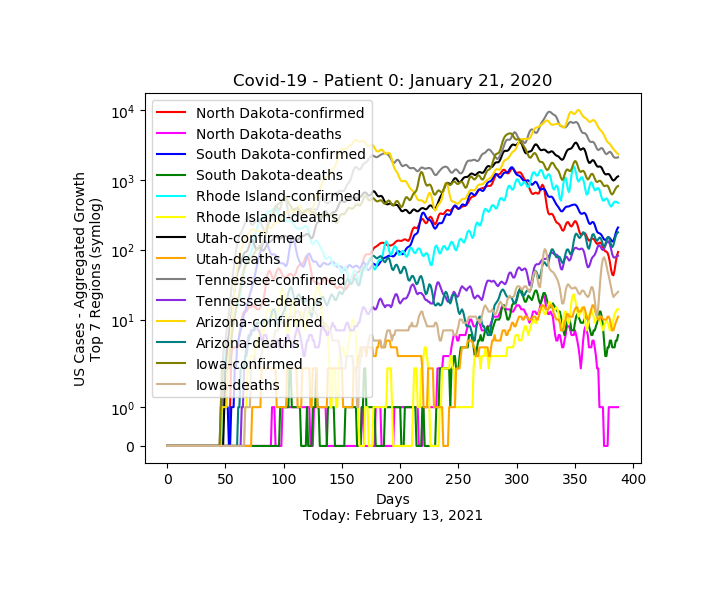 Covid-19 - Patient 0: January 21, 2020
US Cases - Aggregated Growth
Top 7 Regions (symlog)
10^4
10^3
10^2
10^1
10^0
0
North Dakota-confirmed
North Dakota-deaths
South Dakota-confirmed
South Dakota-deaths
Rhode Island-confirmed
Rhode Island-deaths
Utah-confirmed
Utah-deaths
Tennessee-confirmed
Tennessee-deaths
Arizona-confirmed
Arizona-deaths
Iowa-confirmed
Iowa-deaths
0 50 100 150 200 250 300 350 400
Days
Today: February 13, 2021